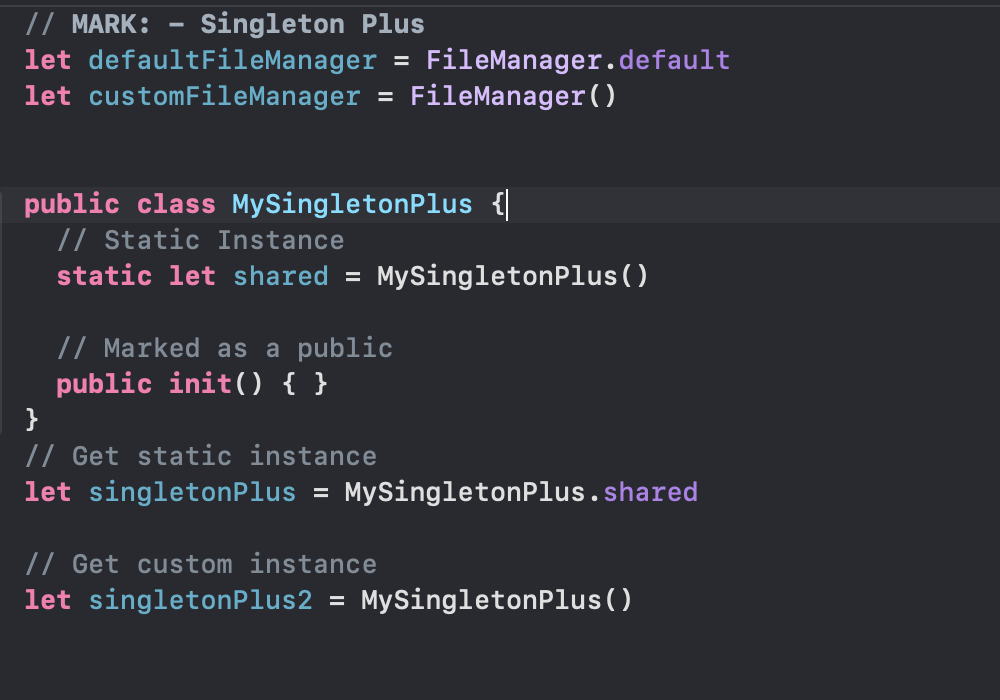 // MARK: – Singleton Plus
let defaultFileManager = FileManager.default
let customFileManager = FileManager()
public class MySingletonPlus {
// Static Instance
static let shared = MySingletonPlus()
// Marked as a public
public init() { }
}
// Get static instance
let singletonPlus = MySingletonPlus.shared
// Get custom instance
let singletonPlus2 = MySingletonPlus()